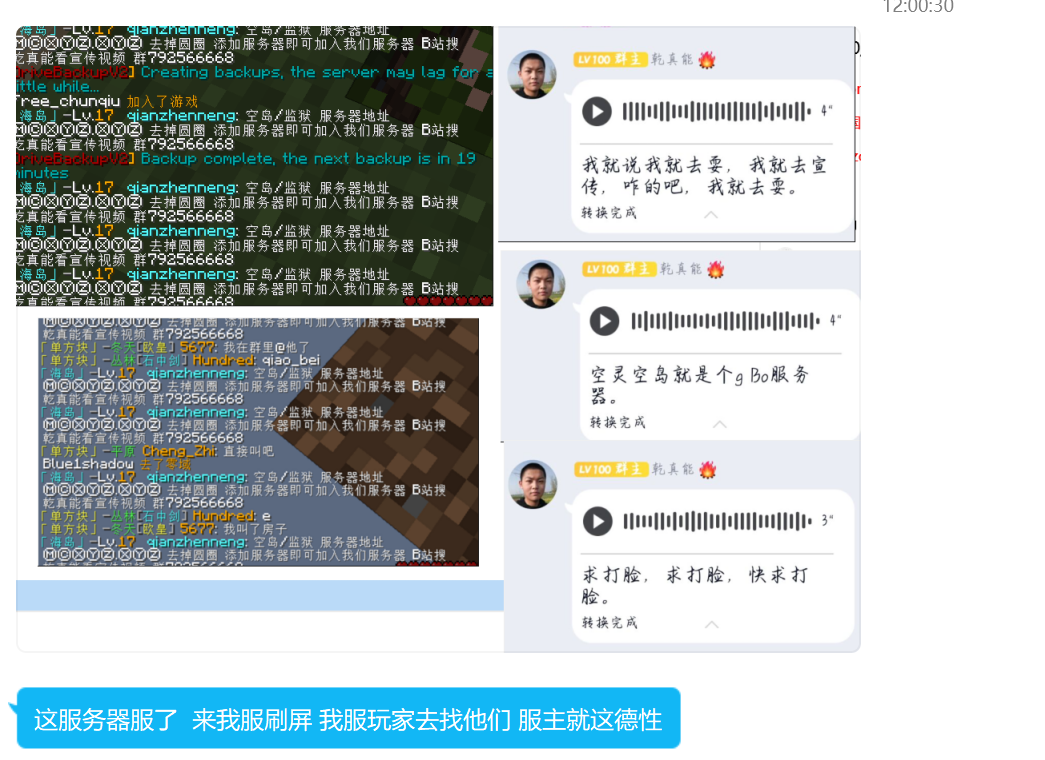 12:00:30
海岛」-Lv.17 qianzhenneng: 空岛/监狱 服务器地址
ⓂⒸⓍⓎⓏ.ⓍⓎⓏ 去掉圆圈 添加服务器即可加入我们服务器 B站搜
乾真能看宣传视频 群792566668
DriveBackupV2] Creating backups, the server may lag for a
little while...
Tree_chunqiu 加入了游戏
「海岛」-Lv.17 qianzhenneng: 空岛/监狱 服务器地址
ⓂⒸⓍⓎⓏ.ⓍⓎⓏ 去掉圆圈 添加服务器即可加入我们服务器 B站搜
乾真能看宣传视频 群792566668
DriveBackupV2] Backup complete, the next backup is in 19
minutes
「海岛」-Lv.17 qianzhenneng: 空岛/监狱 服务器地址
ⓂⒸⓍⓎⓏ.ⓍⓎⓏ 去掉圆圈 添加服务器即可加入我们服务器 B站搜
乾真能看宣传视频 群792566668
「海岛」-Lv.17 qianzhenneng: 空岛/监狱 服务器地址
ⓂⒸⓍⓎⓏ.ⓍⓎⓏ 去掉圆圈 添加服务器即可加入我们服务器 B站搜
乾真能看宣传视频 群792566668
「海岛」-Lv.17 qianzhenneng: 空岛/监狱 服务器地址
ⓂⒸⓍⓎⓏ.ⓍⓎⓏ 去掉圆圈 添加服务器即可加入我们服务器 B站搜
乾真能看宣传视频 群792566668
ⓂⒸⓍⓎⓏ.ⓍⓎⓏ 去掉圆圈 添加服务器即可加入我们服务器 B站搜
乾真能看宣传视频 群792566668
「单方块」-冬天[欧皇] 5677: 我在群里@他了
「单方块」-丛林[石中剑] Hundred: qiao_bei
「海岛」-Lv.17 qianzhenneng: 空岛/监狱 服务器地址
ⓂⒸⓍⓎⓏ.ⓍⓎⓏ 去掉圆圈 添加服务器即可加入我们服务器 B站搜
乾真能看宣传视频 群792566668
「海岛」-Lv.17 qianzhenneng: 空岛/监狱 服务器地址
ⓂⒸⓍⓎⓏ.ⓍⓎⓏ 去掉圆圈 添加服务器即可加入我们服务器 B站搜
乾真能看宣传视频 群792566668
「单方块」-平原 Cheng_Zhi: 直接叫吧
Blue1shadow 去了零域
「海岛」-Lv.17 qianzhenneng: 空岛/监狱 服务器地址
ⓂⒸⓍⓎⓏ.ⓍⓎⓏ 去掉圆圈 添加服务器即可加入我们服务器 B站搜
乾真能看宣传视频 群792566668
「单方块」-丛林[石中剑] Hundred: e
「单方块」-冬天[欧皇] 5677: 我叫了房子
「海岛」-Lv.17 qianzhenneng: 空岛/监狱 服务器地址
ⓂⒸⓍⓎⓏ.ⓍⓎⓏ 去掉圆圈 添加服务器即可加入我们服务器 B站搜
乾真能看宣传视频 群792566668
LV100 群主 乾真能
4"
我就说我就去耍，我就去宣
传，咋的吧，我就去耍。
转换完成
LV100 群主 乾真能
4"
空灵空岛就是个g Bo服务
器。
转换完成
LV100 群主 乾真能
3"
求打脸，求打脸，快求打
脸。
转换完成
这服务器服了 来我服刷屏 我服玩家去找他们 服主就这德性